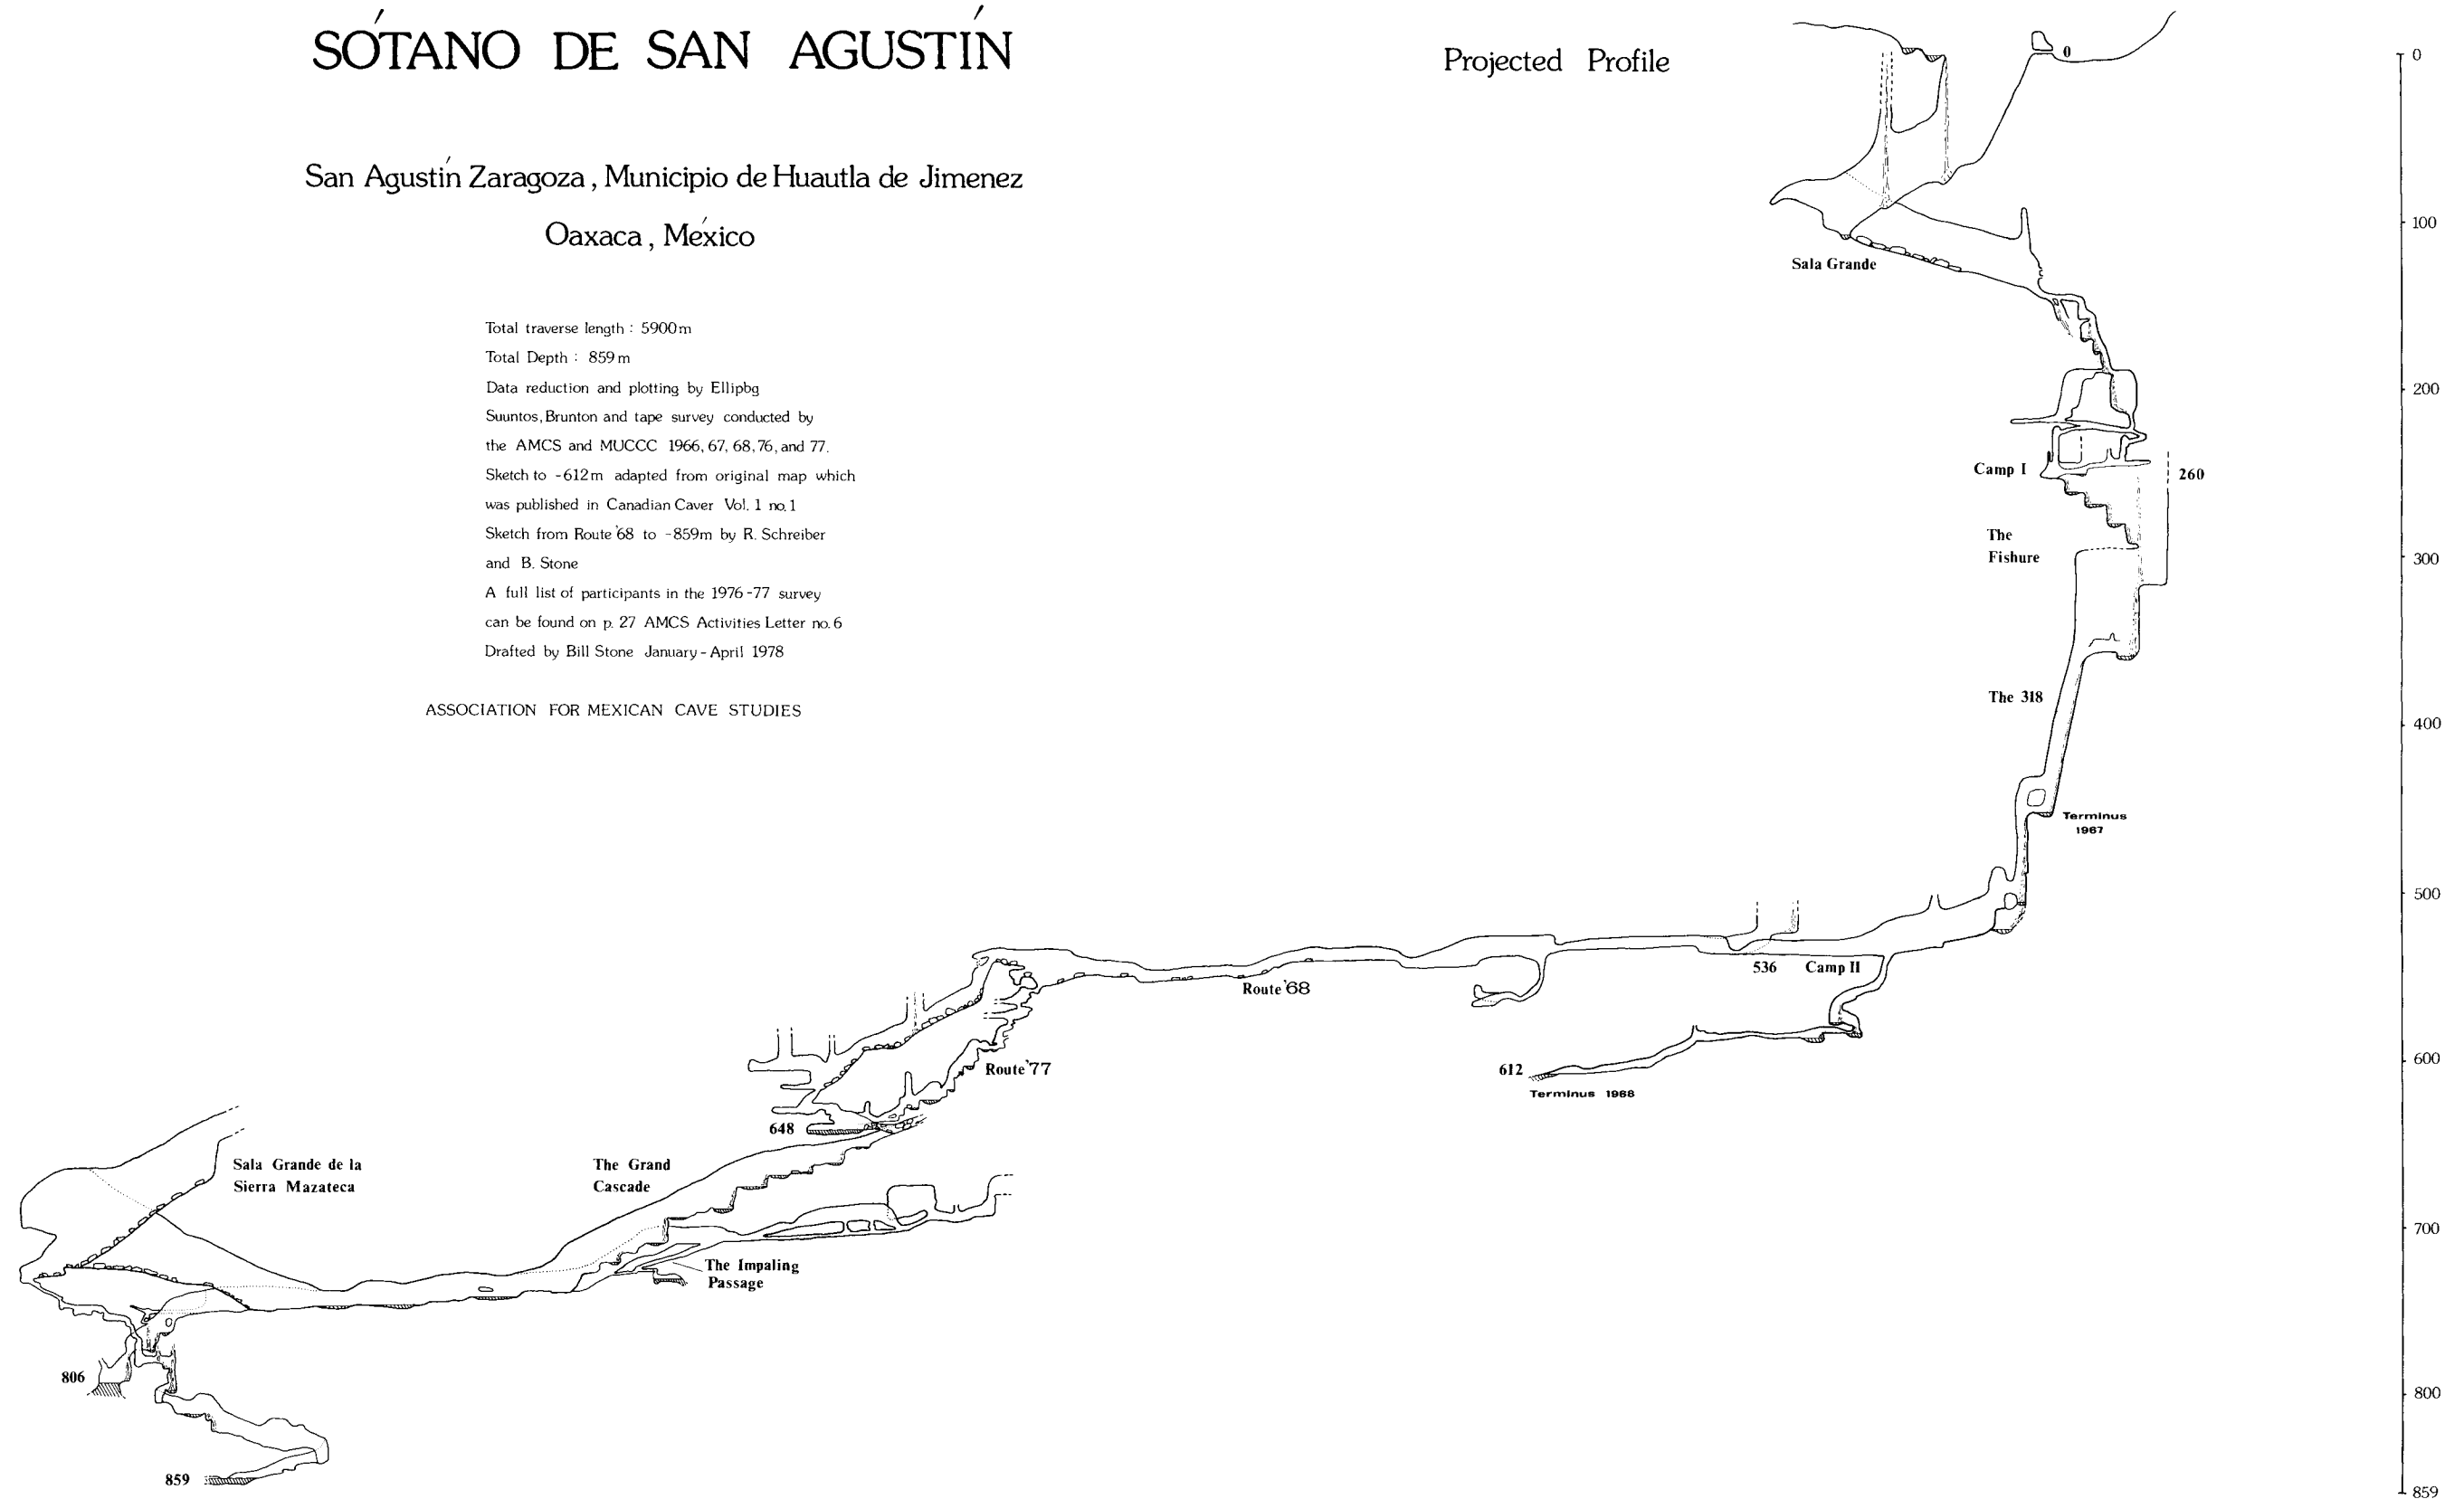 SÓTANO DE SAN AGUSTÍN
Projected Profile
San Agustín Zaragoza, Municipio de Huautla de Jimenez
Oaxaca, México
Total traverse length: 5900m
Total Depth: 859m
Data reduction and plotting by Ellipbg
Suuntos, Brunton and tape survey conducted by
the AMCS and MUCCC 1966, 67, 68, 76, and 77.
Sketch to -612m adapted from original map which
was published in Canadian Caver Vol. 1 no. 1
Sketch from Route '68 to -859m by R. Schreiber
and B. Stone
A full list of participants in the 1976-77 survey
can be found on p. 27 AMCS Activities Letter no. 6
Drafted by Bill Stone January-April 1978
ASSOCIATION FOR MEXICAN CAVE STUDIES
0
Sala Grande
Camp I
260
The
Fishure
The 318
Terminus
1967
536
Camp II
Route '68
612
Terminus 1968
Route '77
648
The Grand
Cascade
Sala Grande de la
Sierra Mazateca
The Impaling
Passage
806
859
0
100
200
300
400
500
600
700
800
859